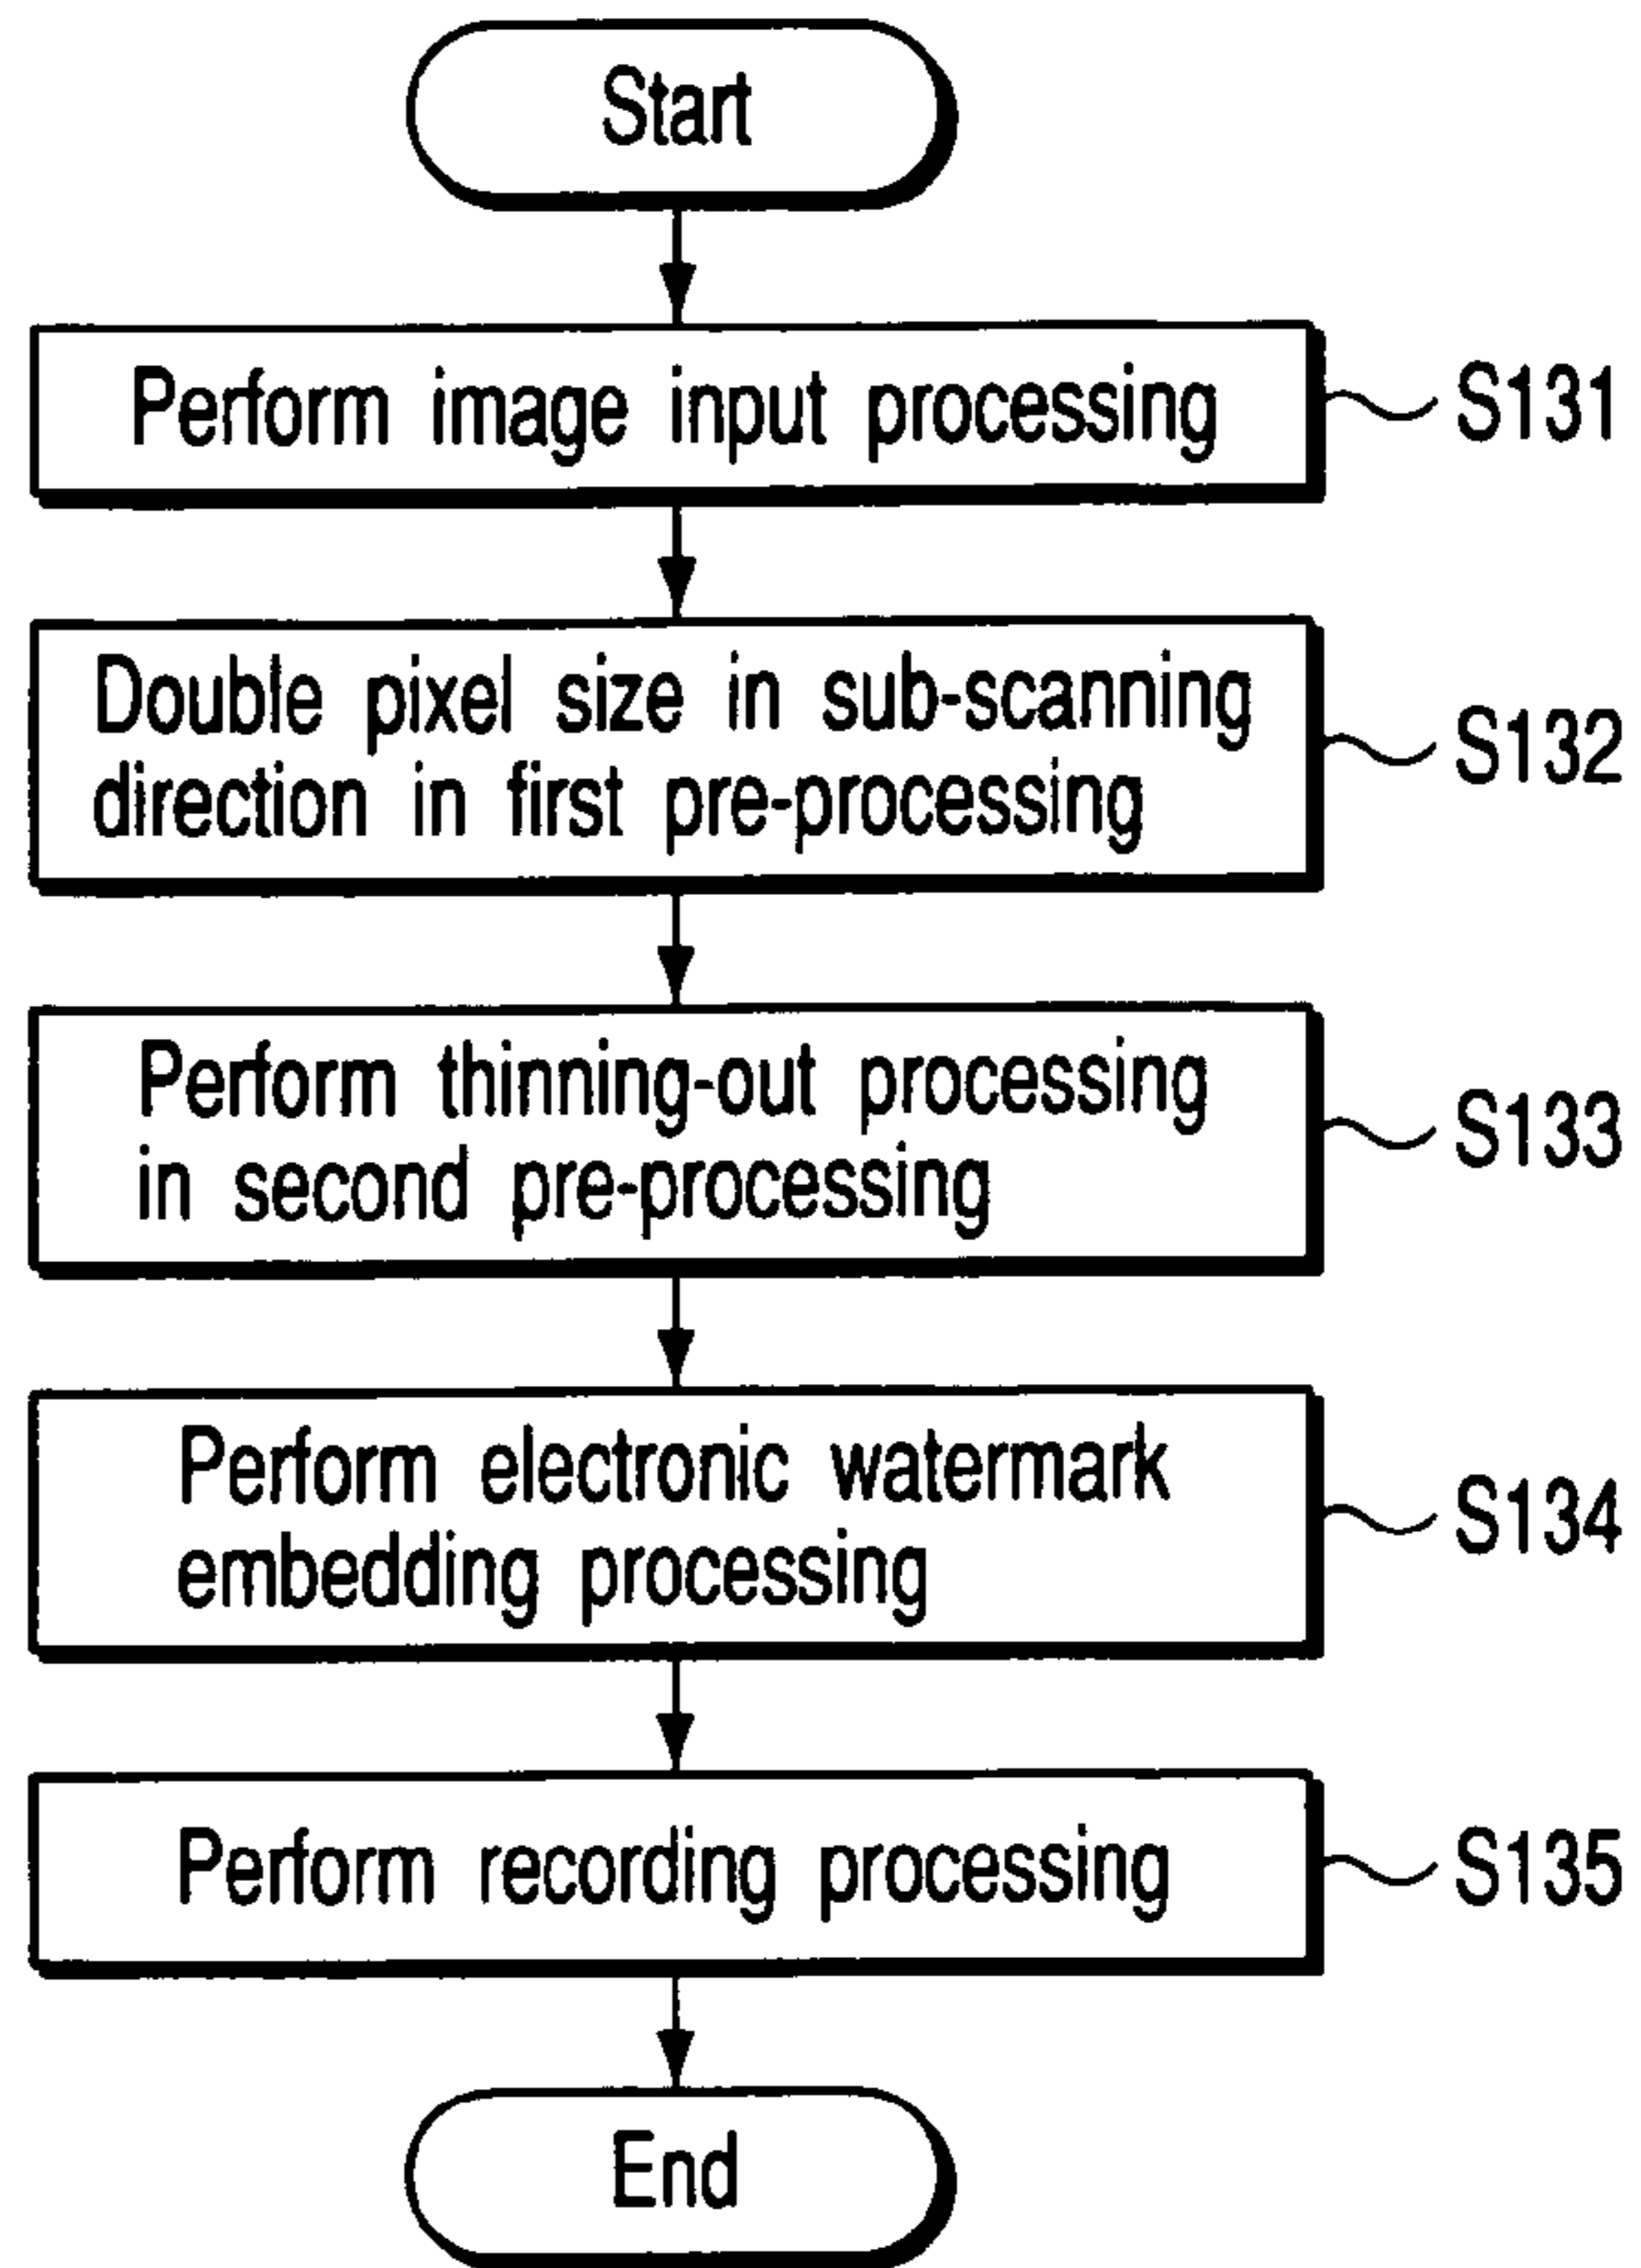 Start
Perform image input processing
S131
Double pixel size in sub-scanning
direction in first pre-processing
S132
Perform thinning-out processing
in second pre-processing
S133
Perform electronic watermark
embedding processing
S134
Perform recording processing
S135
End